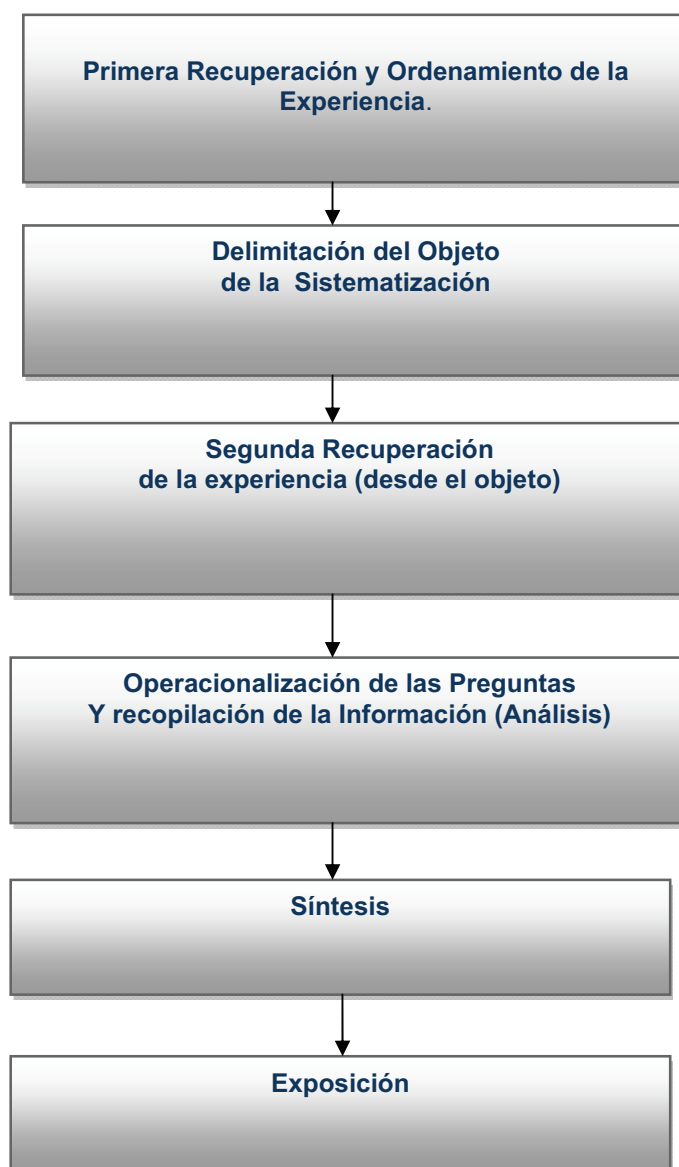 Primera Recuperación y Ordenamiento de la
Experiencia.
Delimitación del Objeto
de la Sistematización
Segunda Recuperación
de la experiencia (desde el objeto)
Operacionalización de las Preguntas
Y recopilación de la Información (Análisis)
Síntesis
Exposición